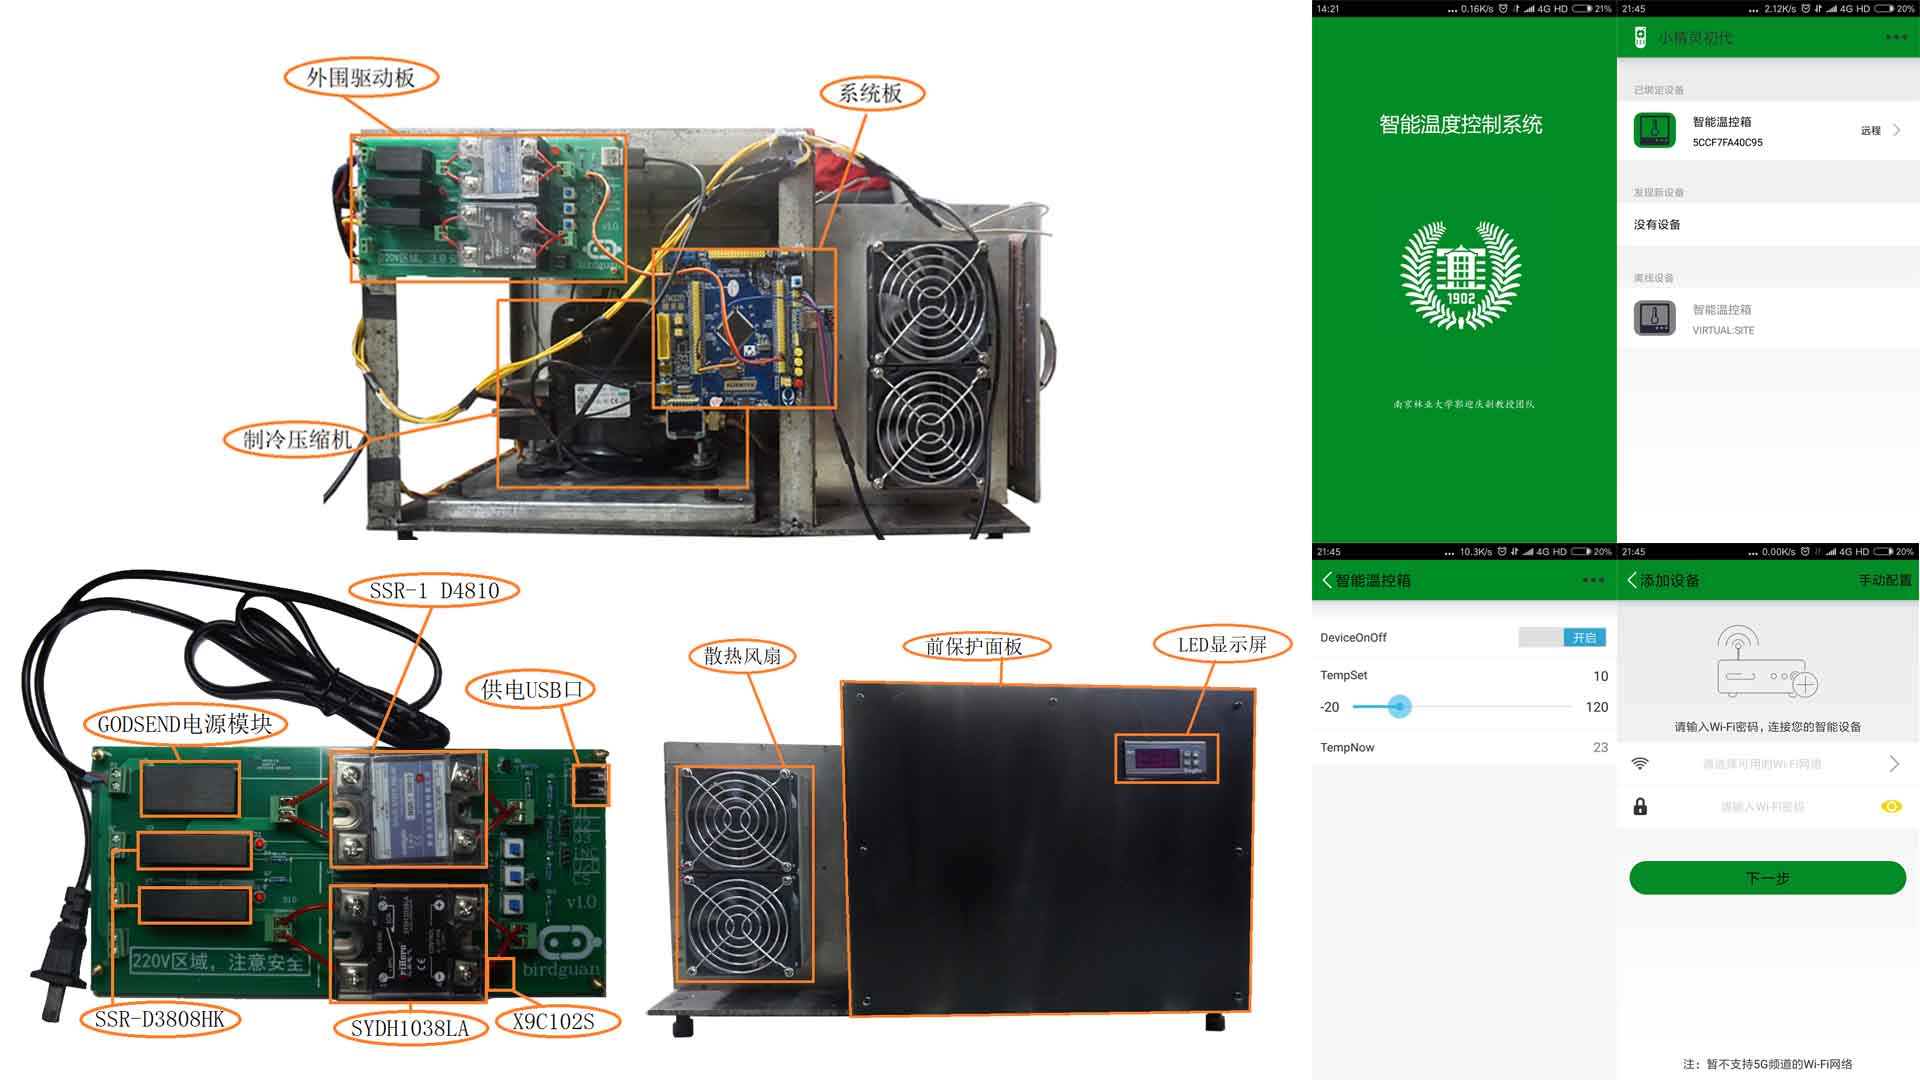 外围驱动板
系统板
制冷压缩机
220V区域,
v1.0
birdguan
SSR-1 D4810
供电USB口
GODSEND电源模块
v1.0
birdguan
220V区域，注意安全
SSR-D3808HK
SYDH1038LA
X9C102S
散热风扇
前保护面板
LED显示屏
14:21
0.16K/s
4G HD
21%
智能温度控制系统
1902
南京林业大学郭迎庆副教授团队
21:45
2.12K/s
4G HD
20%
小精灵初代
已绑定设备
智能温控箱
5CCF7FA40C95
远程
发现新设备
没有设备
离线设备
智能温控箱
VIRTUAL:SITE
21:45
10.3K/s
4G HD
20%
智能温控箱
DeviceOnOff
开启
TempSet
10
-20
120
TempNow
23
21:45
0.00K/s
4G HD
20%
添加设备
手动配置
请输入Wi-Fi密码，连接您的智能设备
请选择可用的Wi-Fi网络
请输入Wi-Fi密码
下一步
注：暂不支持5G频道的Wi-Fi网络